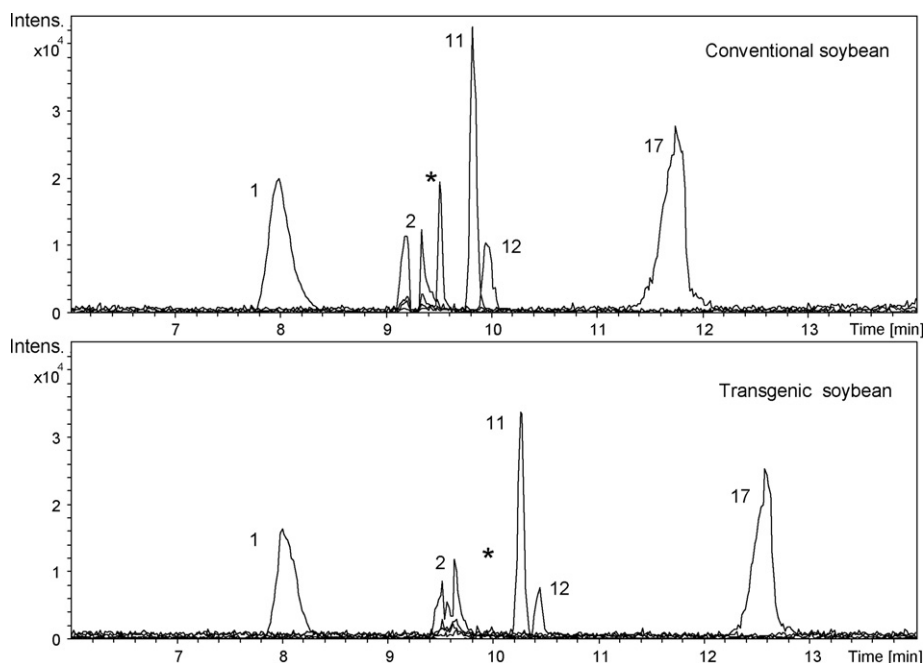 Intens.
x10⁴
Conventional soybean
11
3
17
*
1
2
2
12
1
0
7 8 9 10 11 12 13 Time [min]
Intens.
x10⁴
Transgenic soybean
11
3
17
2
*
1
2
1
12
0
7 8 9 10 11 12 13 Time [min]